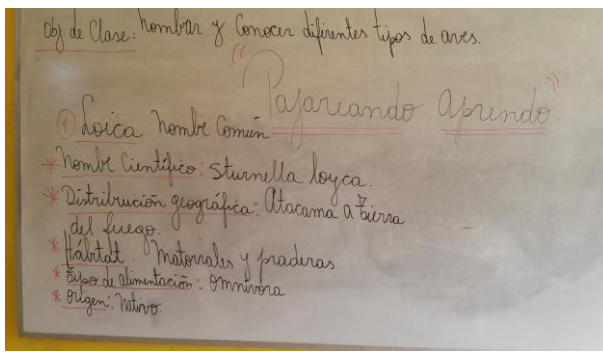 Obj. de Clase: Nombrar y Conocer difirentes tipos de aves.
"Pajareando Aprendo"
① Loica nombre Común
* Nombre Científico: Sturnella loyca.
* Distribución geográfica: Atacama a tierra
del fuego.
* Hábitat. Matorrales y praderas.
* tipo de alimentación: Omnívora
* Origen: Nativo.